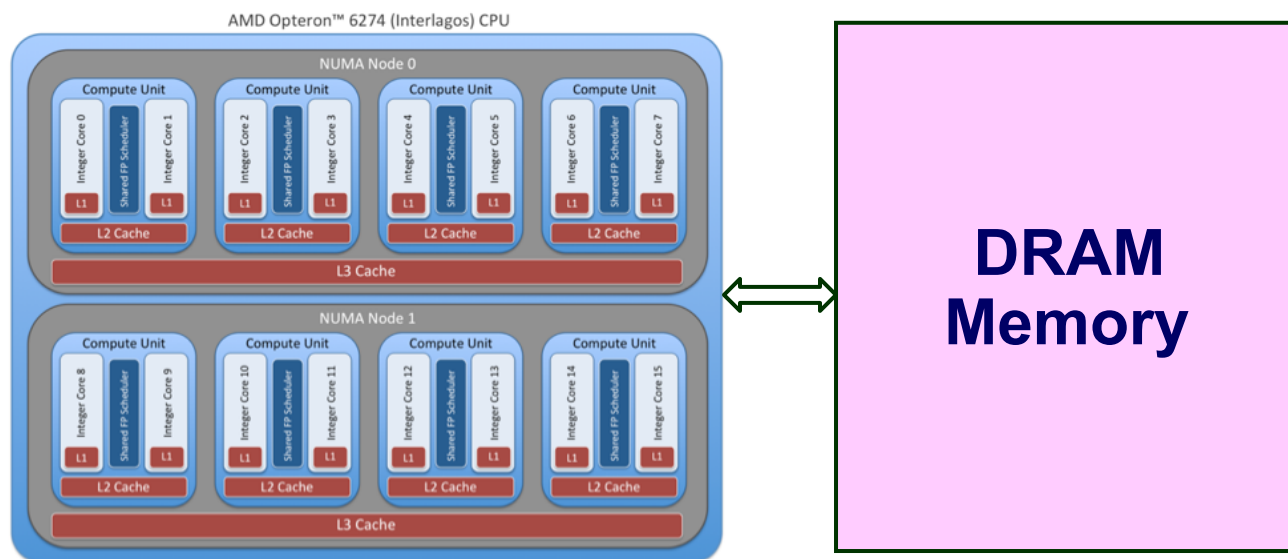 AMD Opteron™ 6274 (Interlagos) CPU
NUMA Node 0
Compute Unit
Integer Core 0
Shared FP Scheduler
Integer Core 1
L1
L1
L2 Cache
Compute Unit
Integer Core 2
Shared FP Scheduler
Integer Core 3
L1
L1
L2 Cache
Compute Unit
Integer Core 4
Shared FP Scheduler
Integer Core 5
L1
L1
L2 Cache
Compute Unit
Integer Core 6
Shared FP Scheduler
Integer Core 7
L1
L1
L2 Cache
L3 Cache
NUMA Node 1
Compute Unit
Integer Core 8
Shared FP Scheduler
Integer Core 9
L1
L1
L2 Cache
Compute Unit
Integer Core 10
Shared FP Scheduler
Integer Core 11
L1
L1
L2 Cache
Compute Unit
Integer Core 12
Shared FP Scheduler
Integer Core 13
L1
L1
L2 Cache
Compute Unit
Integer Core 14
Shared FP Scheduler
Integer Core 15
L1
L1
L2 Cache
L3 Cache
DRAM
Memory